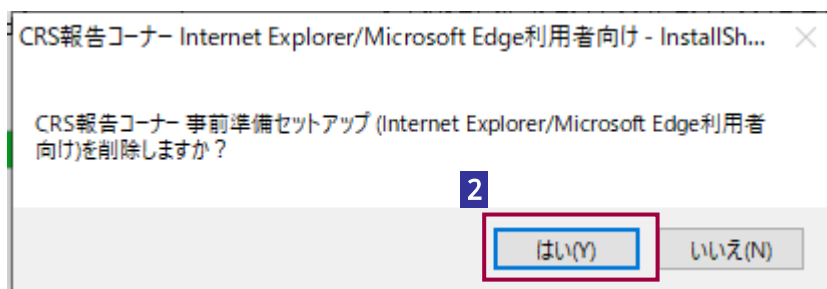 CRS報告コーナー Internet Explorer/Microsoft Edge利用者向け - InstallSh...
CRS報告コーナー 事前準備セットアップ (Internet Explorer/Microsoft Edge利用者
向け)を削除しますか？
2
はい(Y)
いいえ(N)